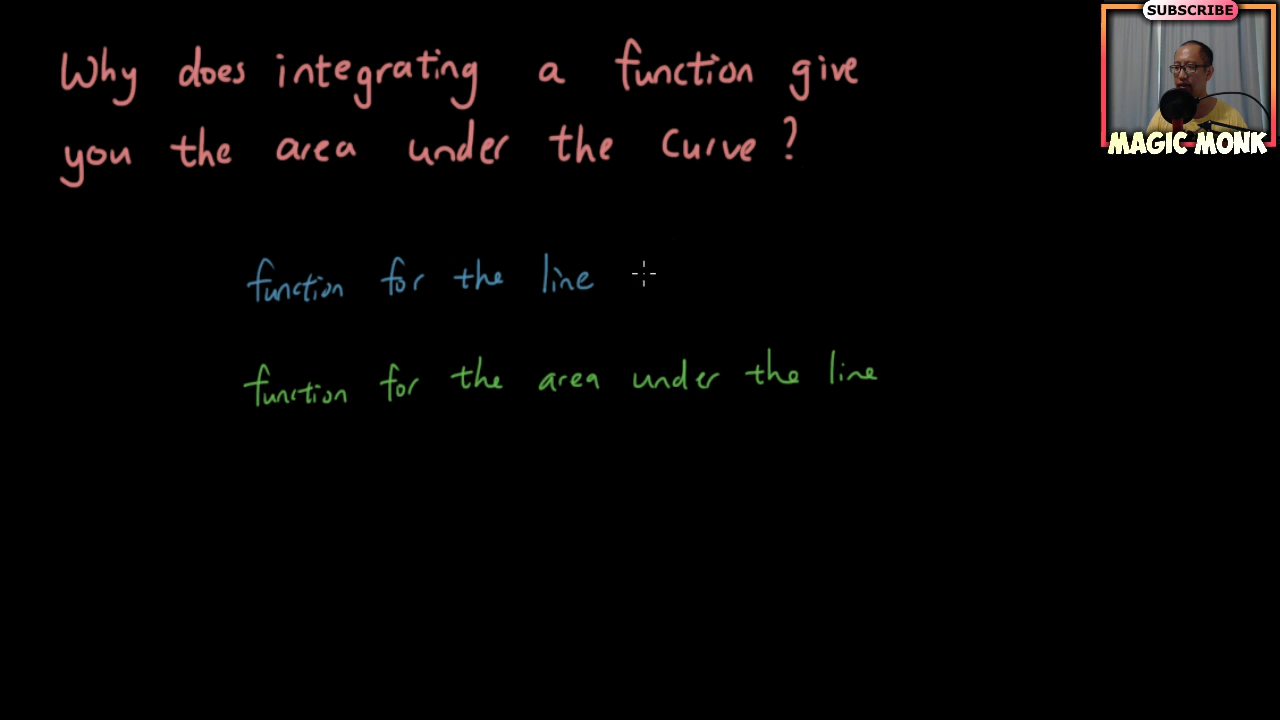 SUBSCRIBE
Why does integrating a function give
you the area under the curve?
MAGIC MONK
function for the line
function for the area under the line